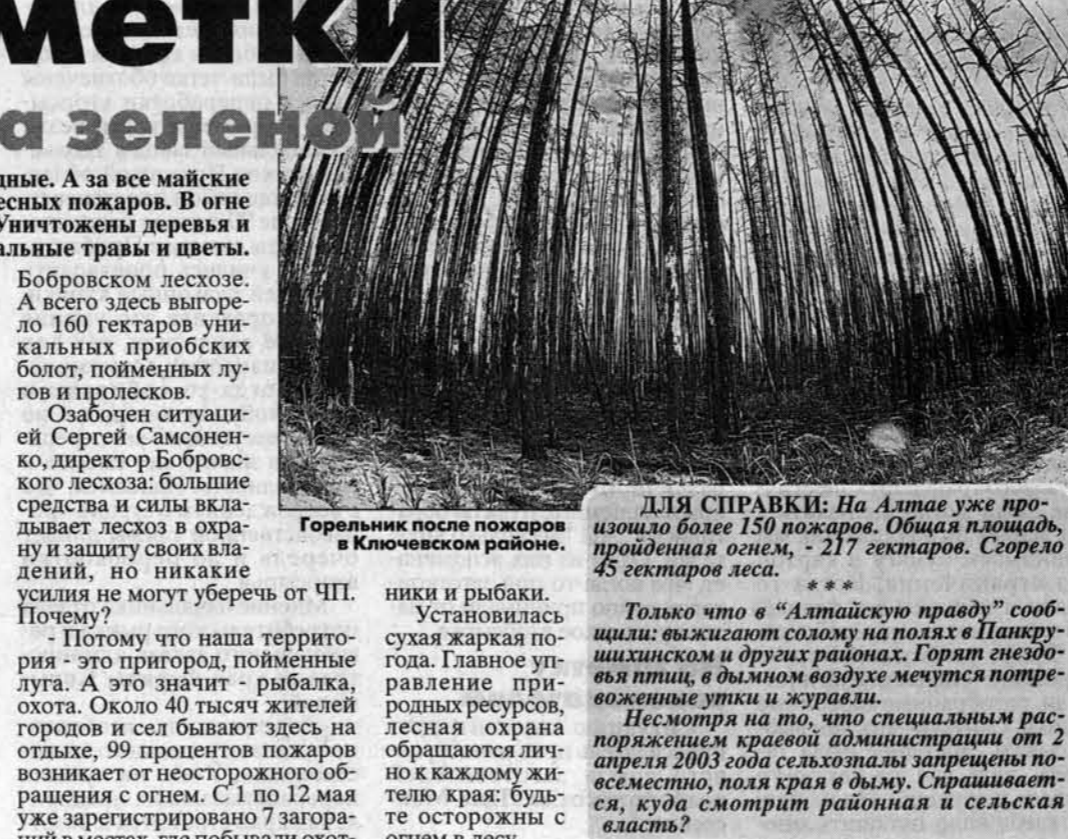 метки
а зеленой
дные. А за все майские
есных пожаров. В огне
Уничтожены деревья и
альные травы и цветы.
Бобровском лесхозе.
А всего здесь выгоре-
ло 160 гектаров уни-
кальных приобских
болот, пойменных лу-
гов и пролесков.
Озабочен ситуаци-
ей Сергей Самсонен-
ко, директор Бобровс-
кого лесхоза: большие
средства и силы вкла-
дывает лесхоз в охра-
ну и защиту своих вла-
дений, но никакие
усилия не могут уберечь от ЧП.
Почему?
- Потому что наша террито-
рия - это пригород, пойменные
луга. А это значит - рыбалка,
охота. Около 40 тысяч жителей
городов и сел бывают здесь на
отдыхе, 99 процентов пожаров
возникает от неосторожного об-
ращения с огнем. С 1 по 12 мая
уже зарегистрировано 7 загора-
ний в местах, где побывали охот-
ники и рыбаки.
Установилась
сухая жаркая по-
года. Главное уп-
равление при-
родных ресурсов,
лесная охрана
обращаются лич-
но к каждому жи-
телю края: будь-
те осторожны с
огнем в лесу
Горельник после пожаров
в Ключевском районе.
ДЛЯ СПРАВКИ: На Алтае уже про-
изошло более 150 пожаров. Общая площадь,
пройденная огнем, - 217 гектаров. Сгорело
45 гектаров леса.
* * *
Только что в “Алтайскую правду” сооб-
щили: выжигают солому на полях в Панкру-
шихинском и других районах. Горят гнездо-
вья птиц, в дымном воздухе мечутся потре-
воженные утки и журавли.
Несмотря на то, что специальным рас-
поряжением краевой администрации от 2
апреля 2003 года сельхозпалы запрещены по-
всеместно, поля края в дыму. Спрашивает-
ся, куда смотрит районная и сельская
власть?